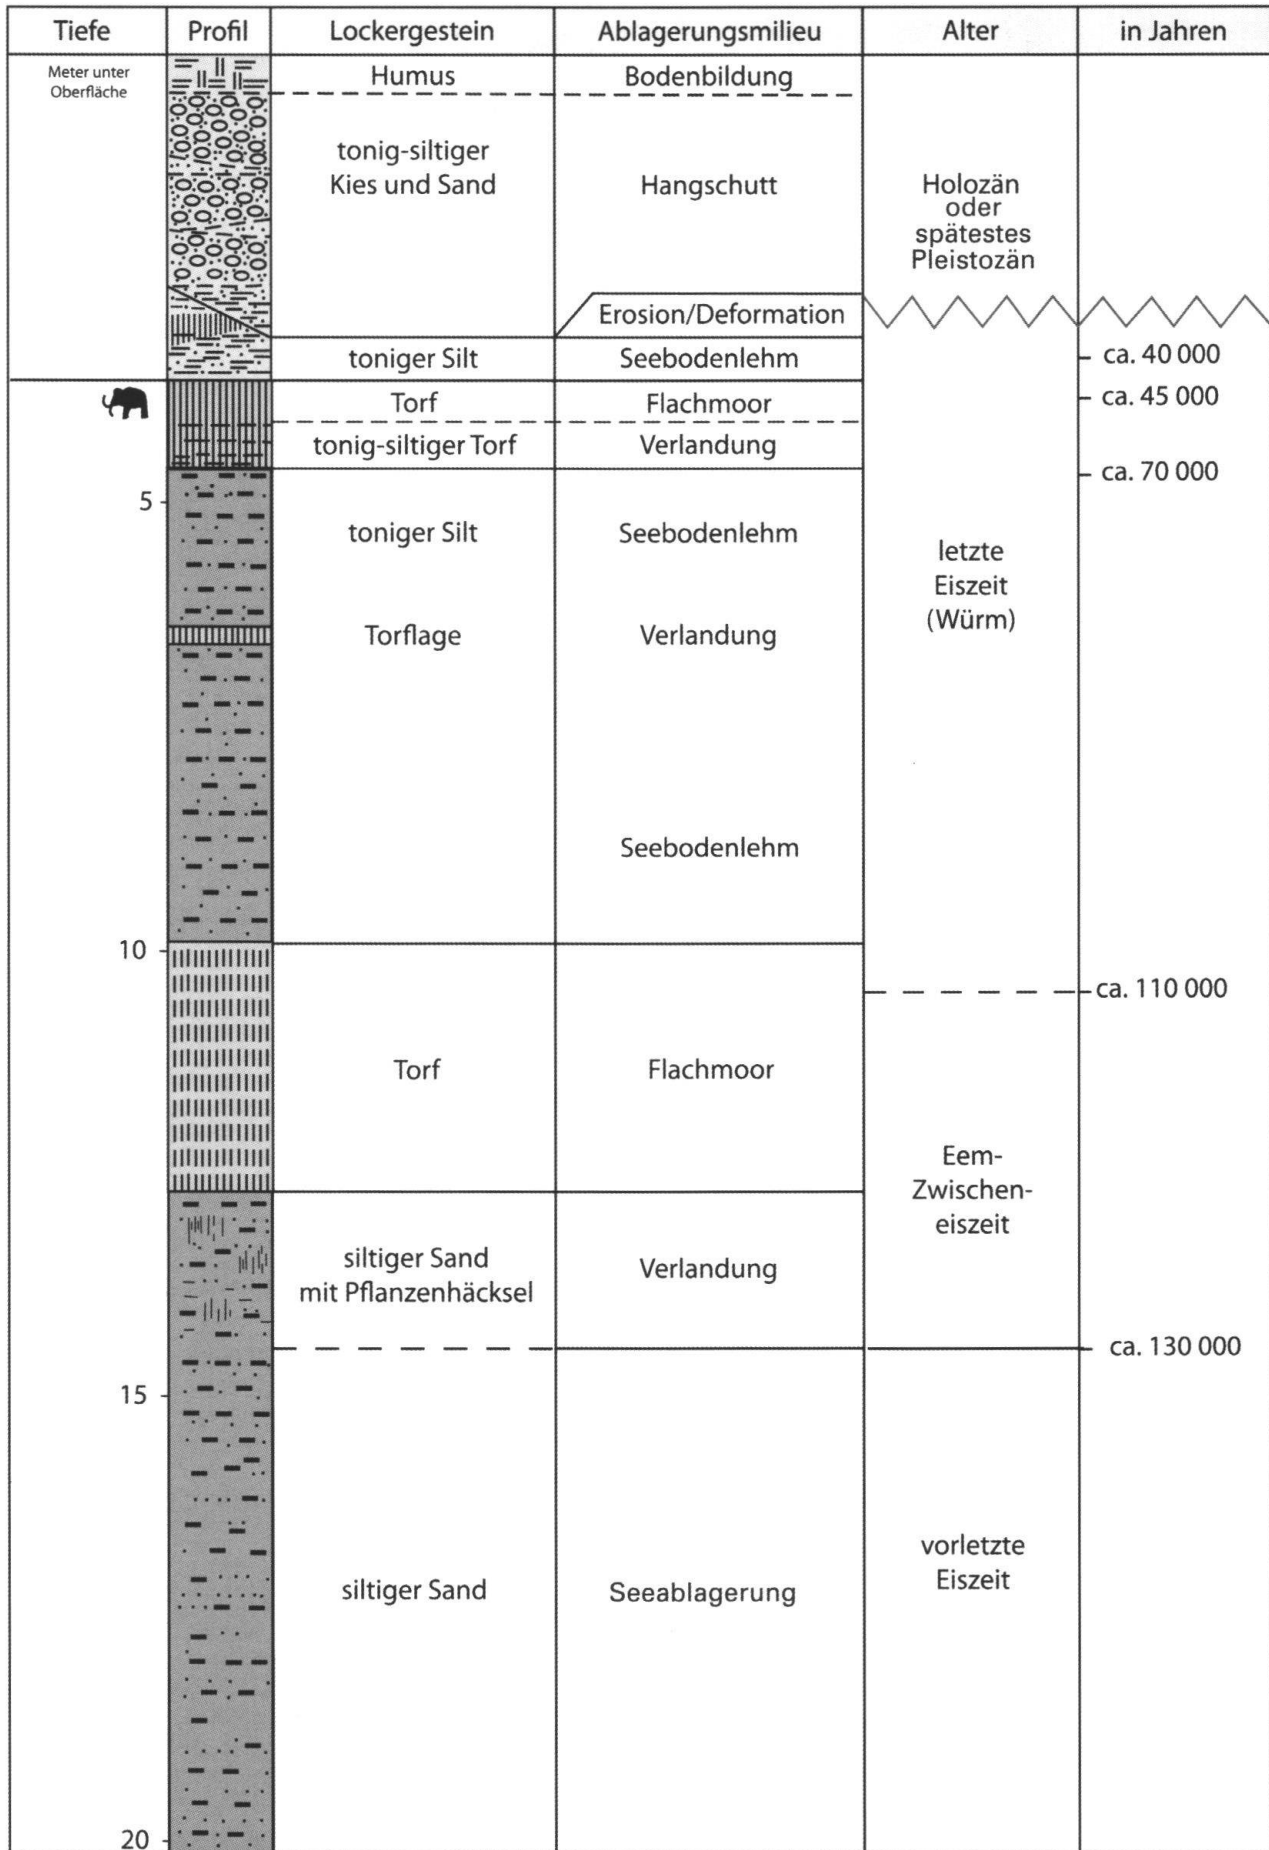 Tiefe Profil Lockergestein Ablagerungsmilieu Alter in Jahren
Meter unter
Oberfläche
Humus Bodenbildung
tonig-siltiger
Kies und Sand
Hangschutt
Holozän
oder
spätestes
Pleistozän
Erosion/Deformation
toniger Silt Seebodenlehm ca. 40 000
Torf Flachmoor ca. 45 000
tonig-siltiger Torf Verlandung
ca. 70 000
5
toniger Silt Seebodenlehm
letzte
Eiszeit
(Würm)
Torflage Verlandung
Seebodenlehm
10
ca. 110 000
Torf Flachmoor
Eem-
Zwischen-
eiszeit
siltiger Sand
mit Pflanzenhäcksel
Verlandung
ca. 130 000
15
vorletzte
Eiszeit
siltiger Sand Seeablagerung
20